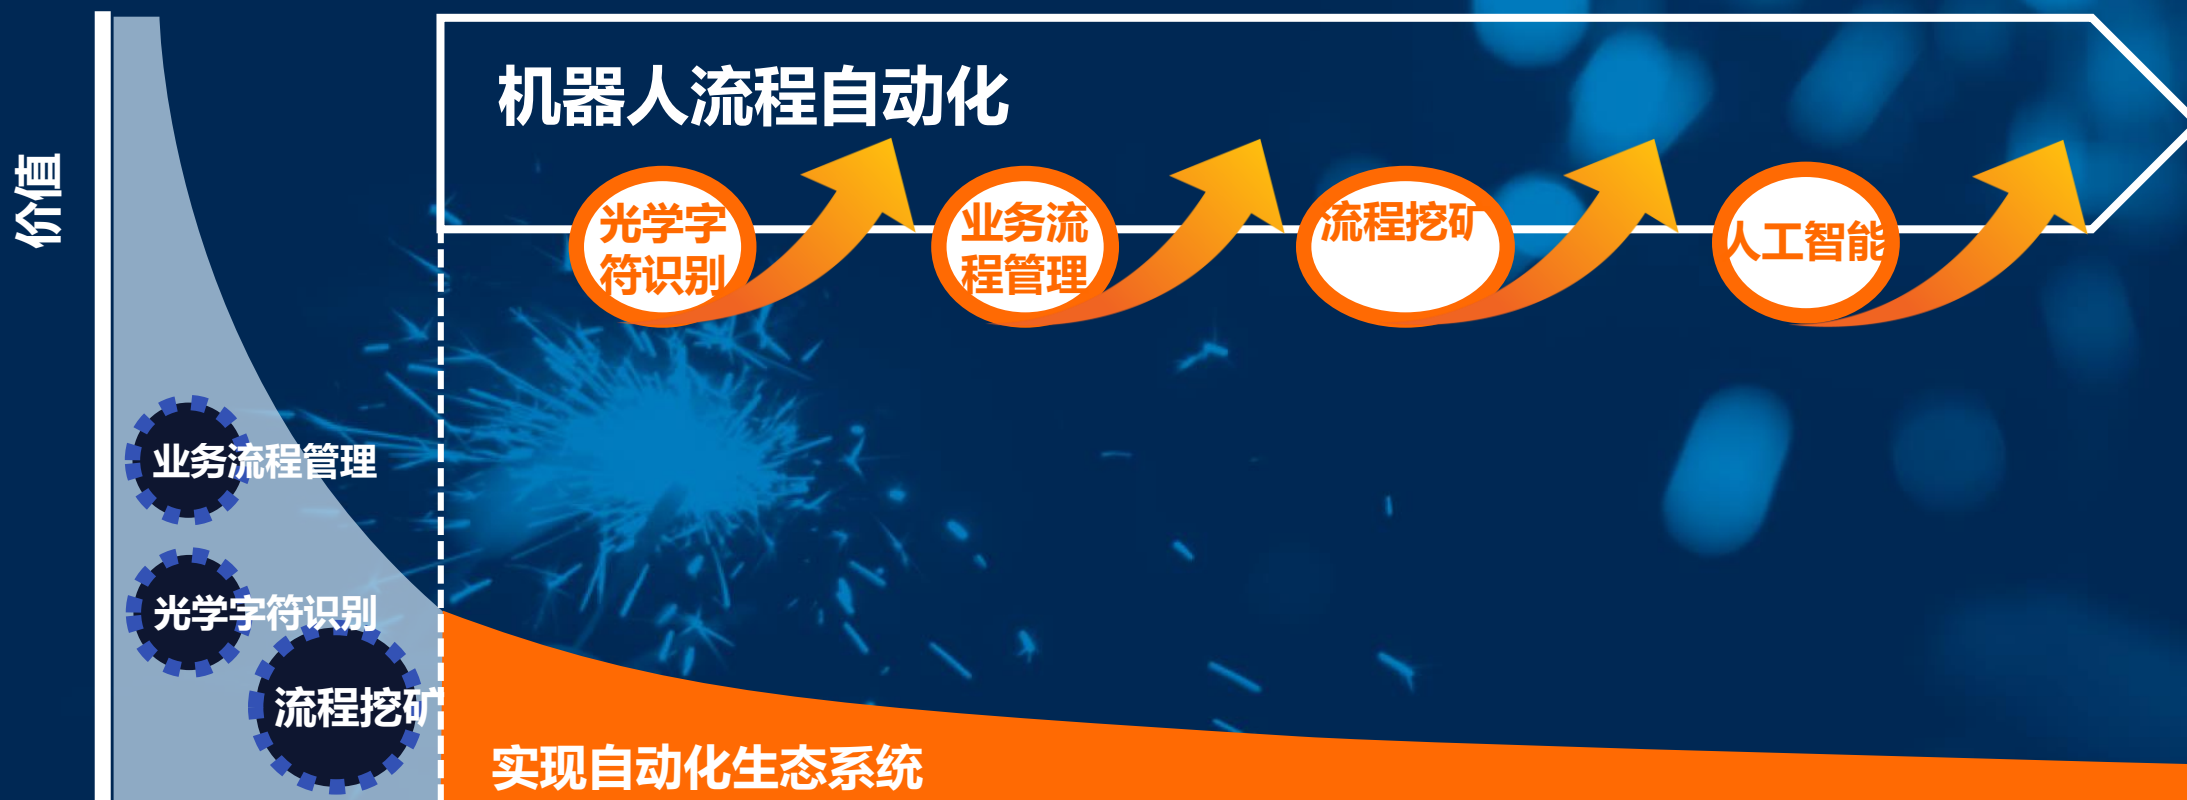 价值
机器人流程自动化
光学字
符识别
业务流
程管理
流程挖矿
人工智能
业务流程管理
光学字符识别
流程挖矿
实现自动化生态系统